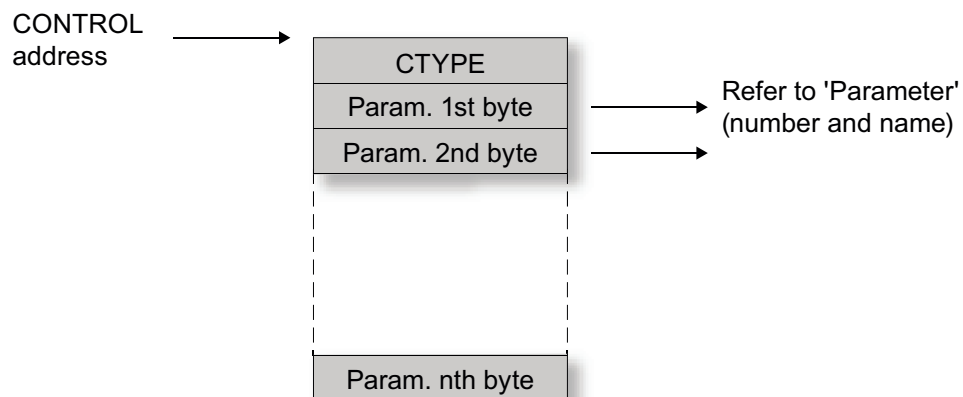 CONTROL
address
CTYPE
Param. 1st byte
Refer to 'Parameter'
(number and name)
Param. 2nd byte
Param. nth byte